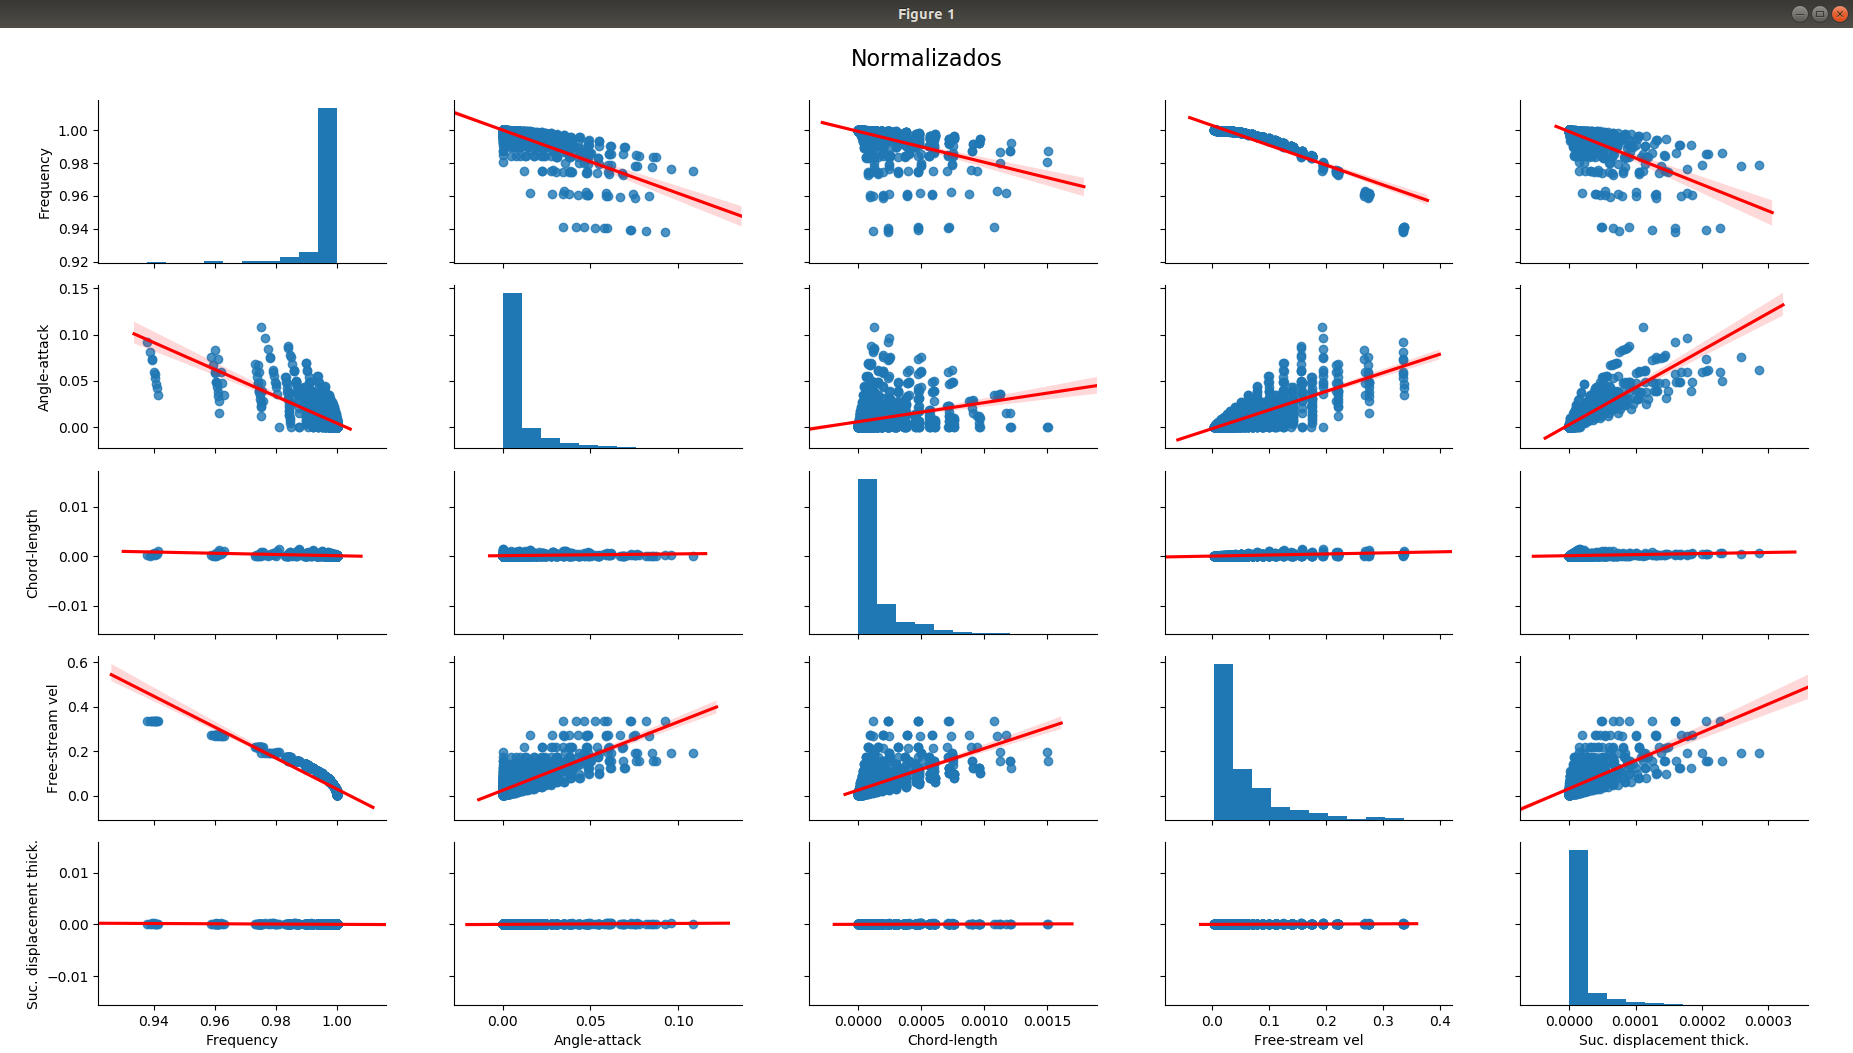 Figure 1
Normalizados
Frequency
1.00
0.98
0.96
0.94
0.92
Angle-attack
0.15
0.10
0.05
0.00
Chord-length
0.01
0.00
−0.01
Free-stream vel
0.6
0.4
0.2
0.0
Suc. displacement thick.
0.01
0.00
−0.01
0.94 0.96 0.98 1.00
Frequency
0.00 0.05 0.10
Angle-attack
0.0000 0.0005 0.0010 0.0015
Chord-length
0.0 0.1 0.2 0.3 0.4
Free-stream vel
0.0000 0.0001 0.0002 0.0003
Suc. displacement thick.